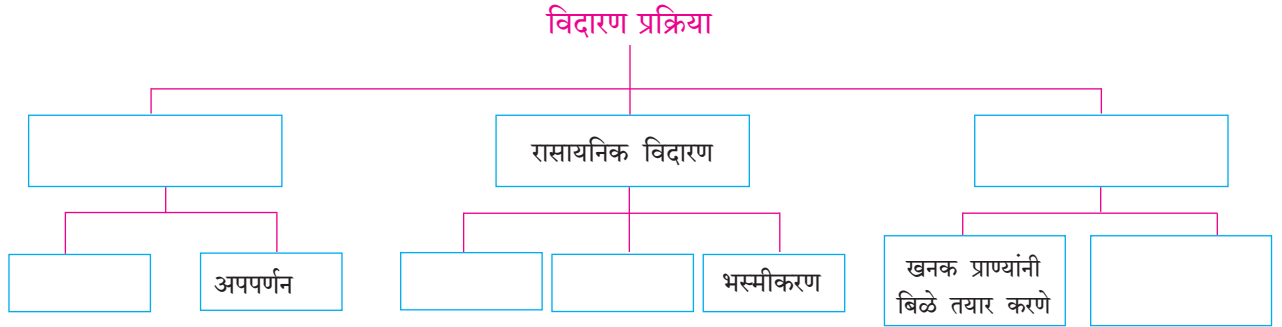 विदारण प्रक्रिया
रासायनिक विदारण
अपपर्णन
भस्मीकरण
खनक प्राण्यांनी
बिळे तयार करणे